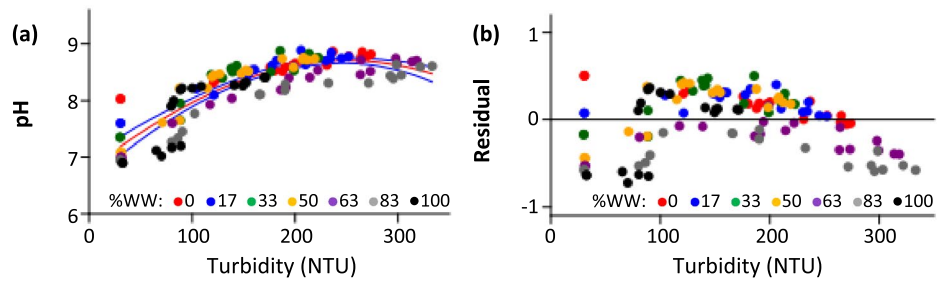 (a)
pH
9
8
7
6
%WW: 0 17 33 50 63 83 100
0 100 200 300
Turbidity (NTU)
(b)
Residual
1
0
-1
%WW: 0 17 33 50 63 83 100
0 100 200 300
Turbidity (NTU)